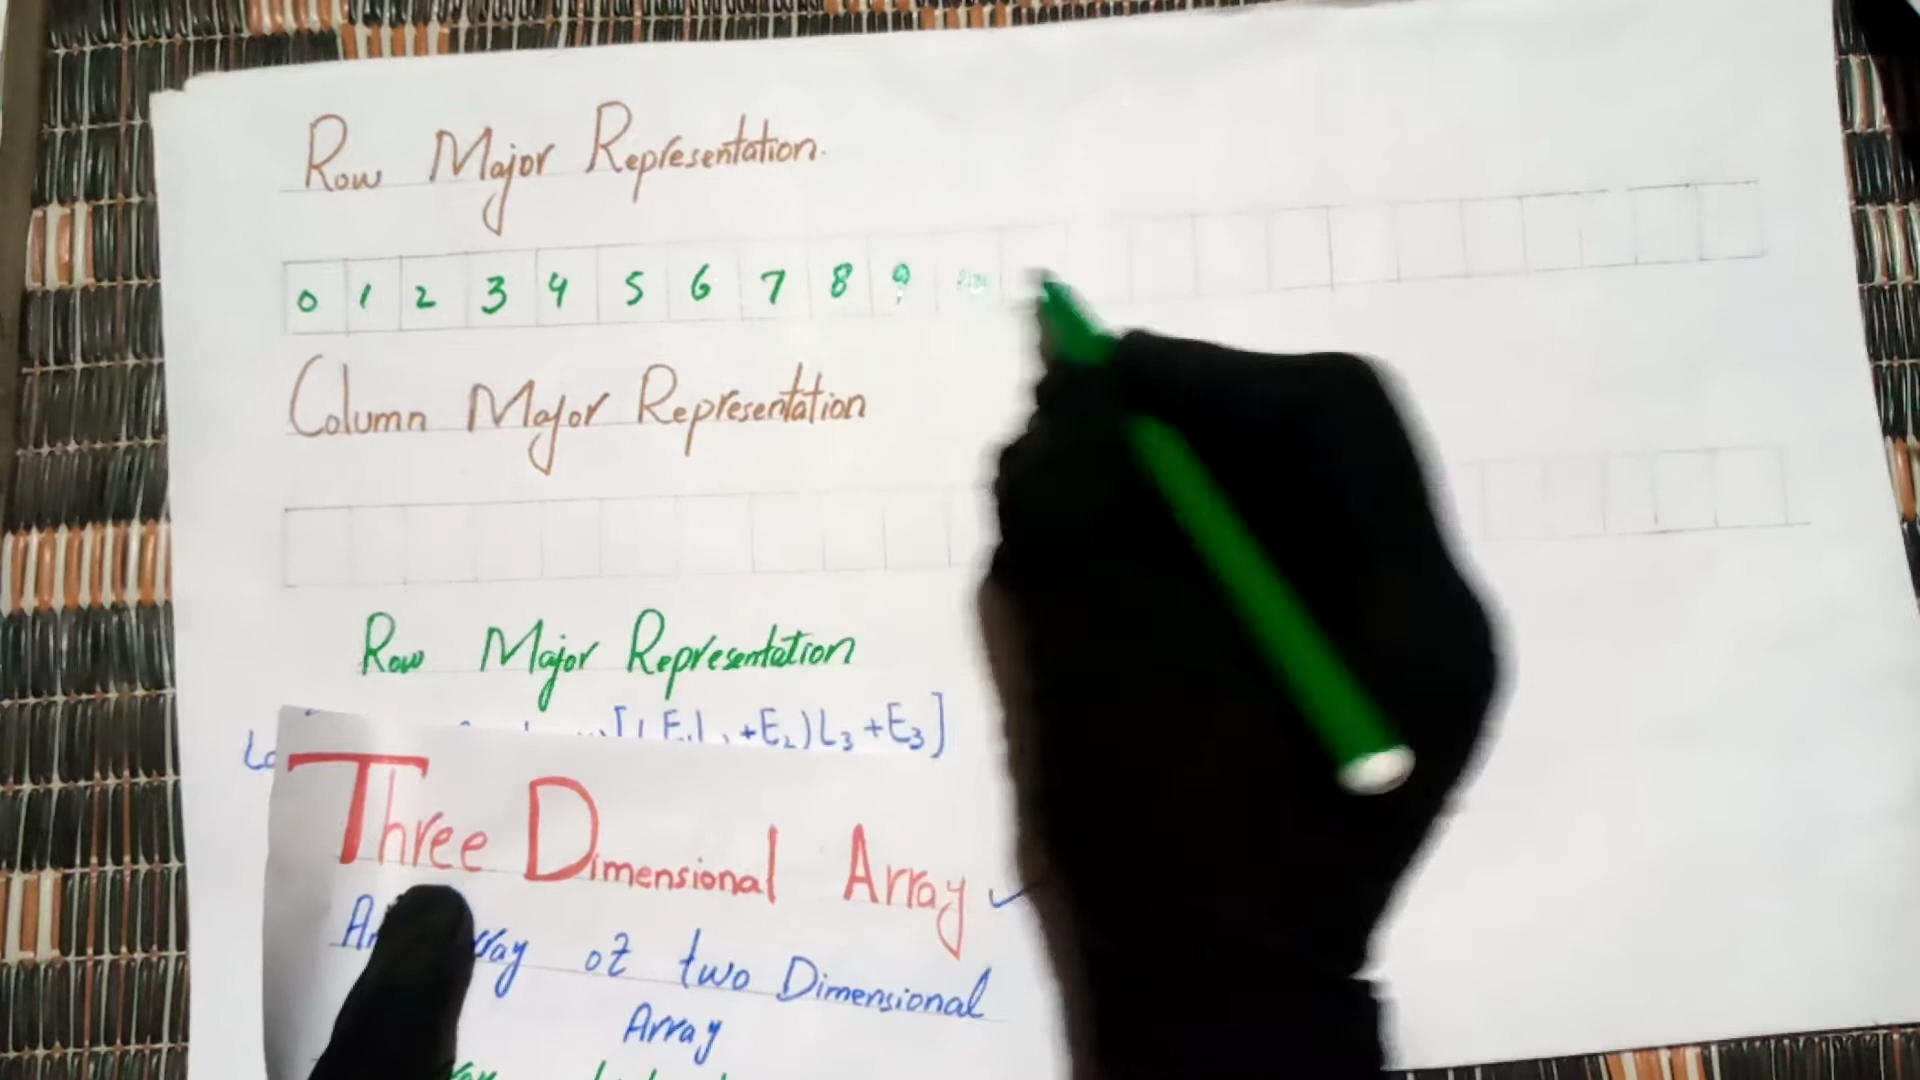 Row Major Representation.
0 1 2 3 4 5 6 7 8 9
Column Major Representation
Row Major Representation
+E₂)L₃ +E₃]
Three Dimensional Array ✓
of two Dimensional
Array